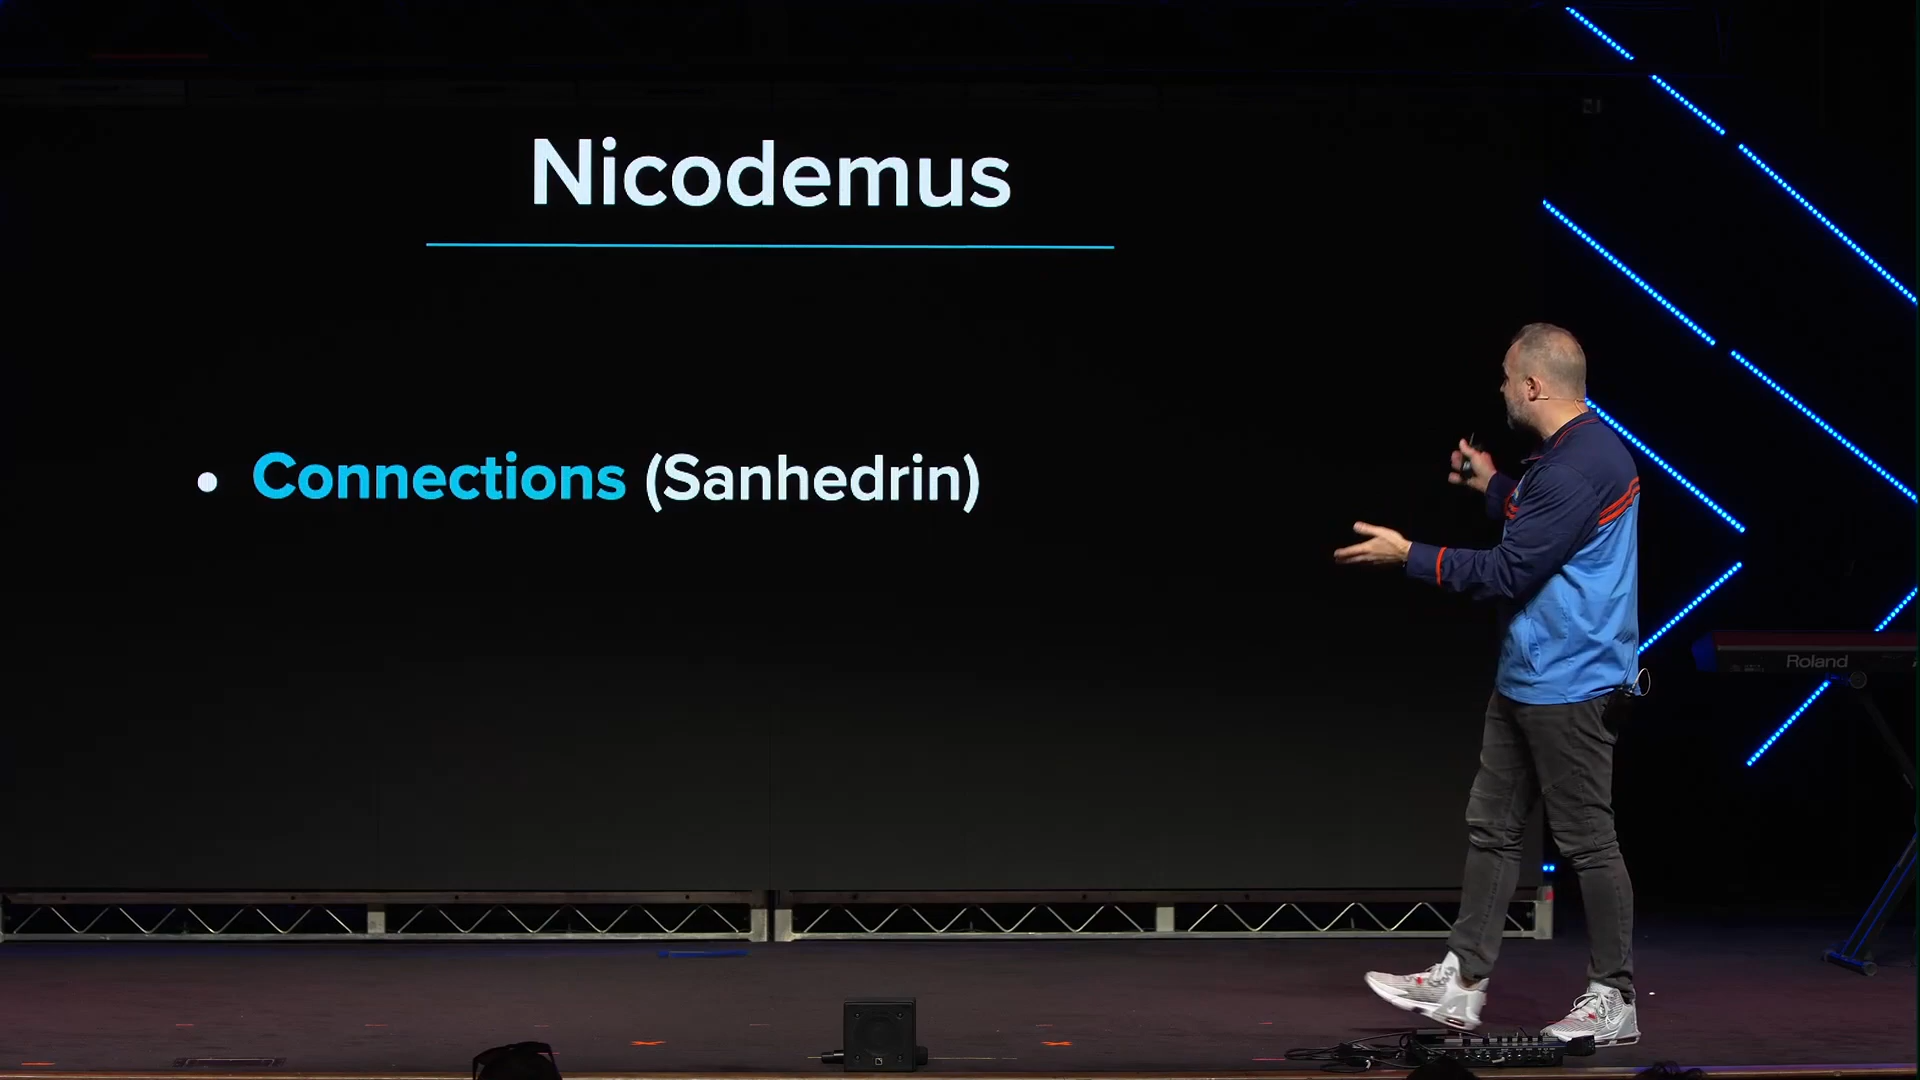 Nicodemus
• Connections (Sanhedrin)
Roland